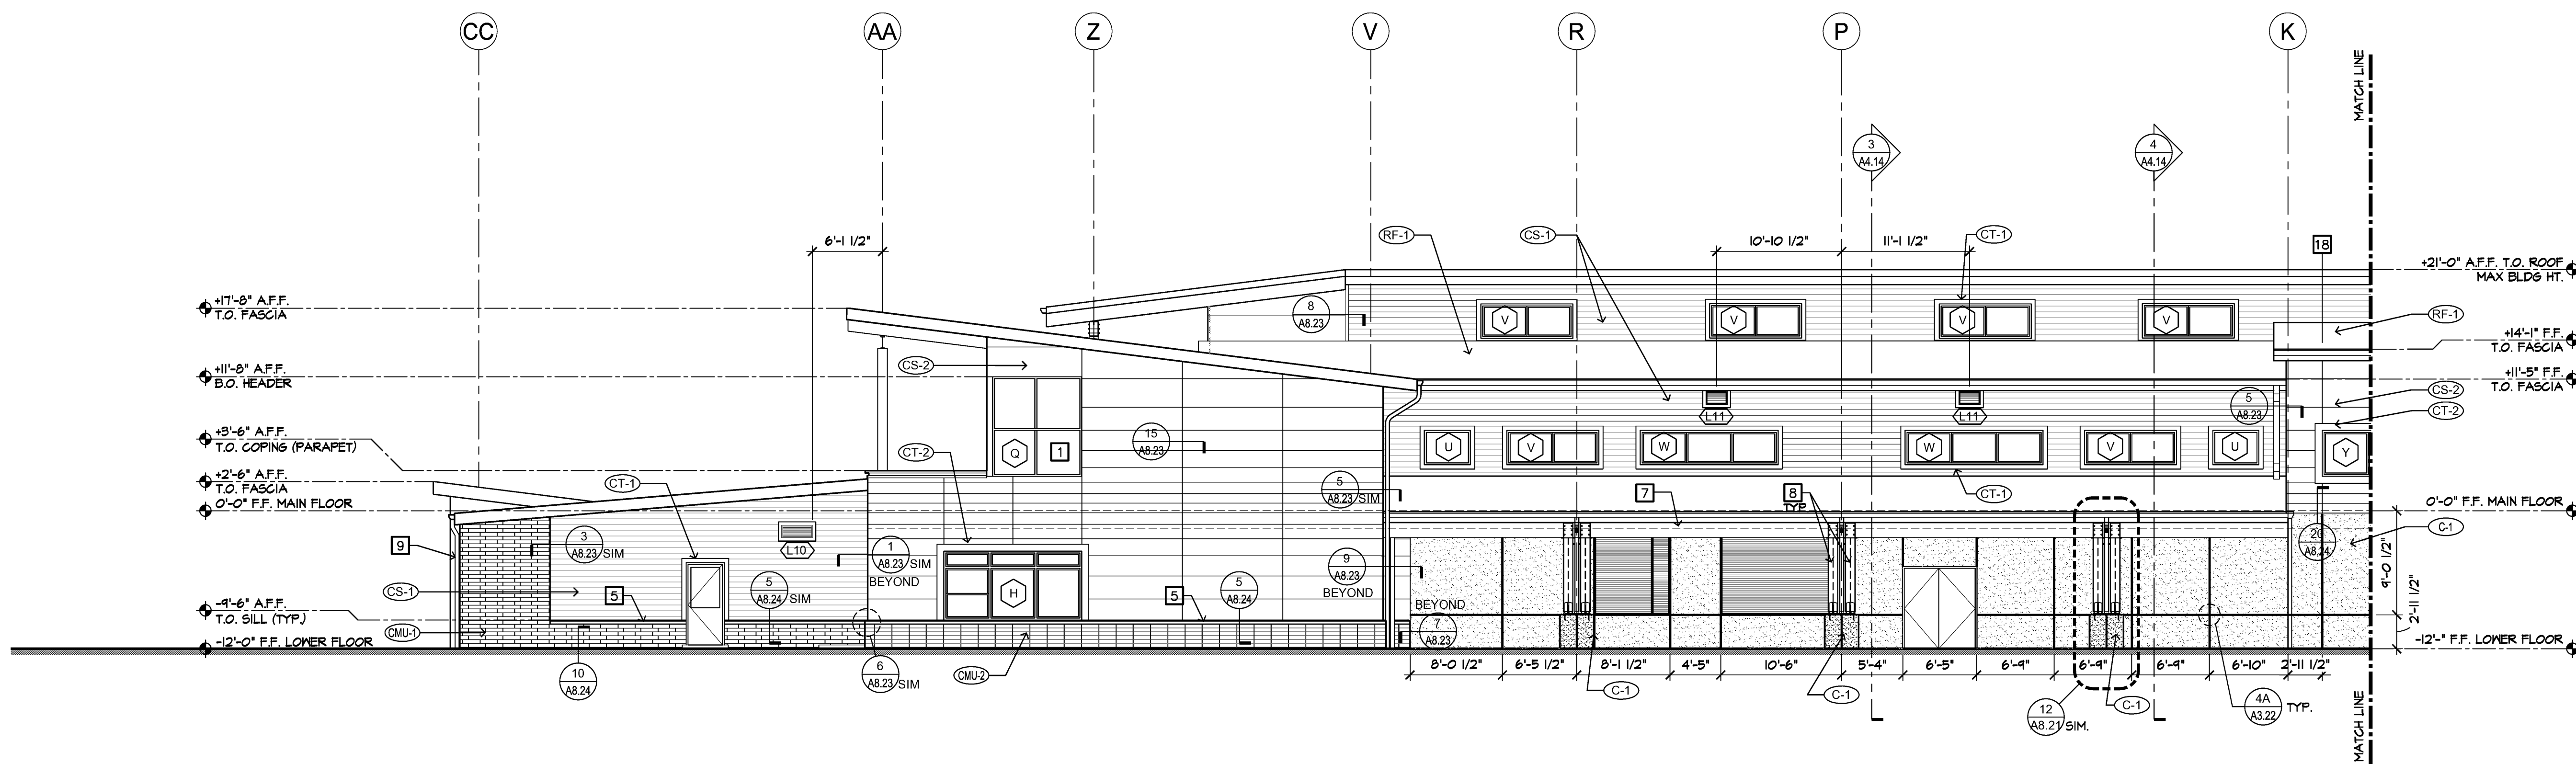 CC
AA
Z
V
R
P
K
MATCH LINE
3
A4.14
4
A4.14
6'-1 1/2"
RF-1
CS-1
10'-10 1/2"
11'-1 1/2"
CT-1
18
+21'-0" A.F.F. T.O. ROOF
MAX BLDG HT.
+17'-8" A.F.F.
T.O. FASCIA
8
A8.23
V
V
V
V
RF-1
+14'-1" F.F.
T.O. FASCIA
+11'-8" A.F.F.
B.O. HEADER
CS-2
+11'-5" F.F.
T.O. FASCIA
CS-2
CT-2
5
A8.23
L11
L11
+3'-6" A.F.F.
T.O. COPING (PARAPET)
15
A8.23
U
V
W
W
V
U
Y
Q
1
CT-2
+2'-6" A.F.F.
T.O. FASCIA
CT-1
5
A8.23 SIM
7
8
TYP
CT-1
0'-0" F.F. MAIN FLOOR
0'-0" F.F. MAIN FLOOR
C-1
9
3
A8.23 SIM
L10
1
A8.23 SIM
BEYOND
20
A8.24
9'-0 1/2"
9
A8.23
BEYOND
CS-1
5
5
A8.24 SIM
H
5
5
A8.24
BEYOND
7
A8.23
-9'-6" A.F.F.
T.O. SILL (TYP.)
2'-11 1/2"
CMU-1
-12'-0" F.F. LOWER FLOOR
-12'-" F.F. LOWER FLOOR
10
A8.24
6
A8.23 SIM
CMU-2
8'-0 1/2"
6'-5 1/2"
8'-1 1/2"
4'-5"
10'-6"
5'-4"
6'-5"
6'-9"
6'-9"
6'-9"
6'-10"
2'-11 1/2"
C-1
C-1
C-1
12
A8.21 SIM.
4A
A3.22
TYP.
MATCH LINE